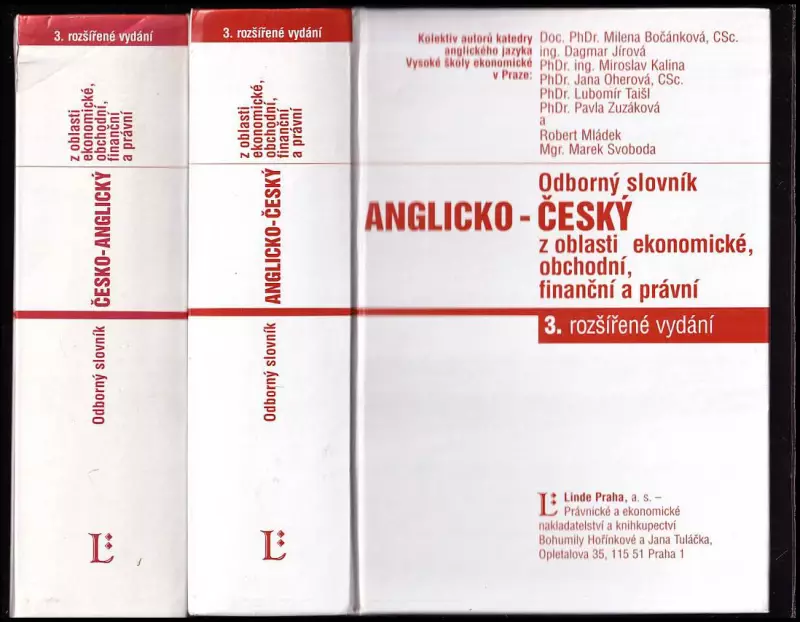 3. rozšířené vydání
z oblasti
ekonomické,
obchodní,
finanční
a právní
ČESKO-ANGLICKÝ
Odborný slovník
L
3. rozšířené vydání
z oblasti
ekonomické,
obchodní,
finanční
a právní
ANGLICKO-ČESKÝ
Odborný slovník
L
Kolektiv autorů katedry
anglického jazyka
Vysoké školy ekonomické
v Praze:
Doc. PhDr. Milena Bočánková, CSc.
ing. Dagmar Jírová
PhDr. ing. Miroslav Kalina
PhDr. Jana Oherová, CSc.
PhDr. Lubomír Taišl
PhDr. Pavla Zuzáková
a
Robert Mládek
Mgr. Marek Svoboda
Odborný slovník
ANGLICKO - ČESKÝ
z oblasti ekonomické,
obchodní,
finanční a právní
3. rozšířené vydání
L
Linde Praha, a. s. –
Právnické a ekonomické
nakladatelství a knihkupectví
Bohumily Hořínkové a Jana Tuláčka,
Opletalova 35, 115 51 Praha 1